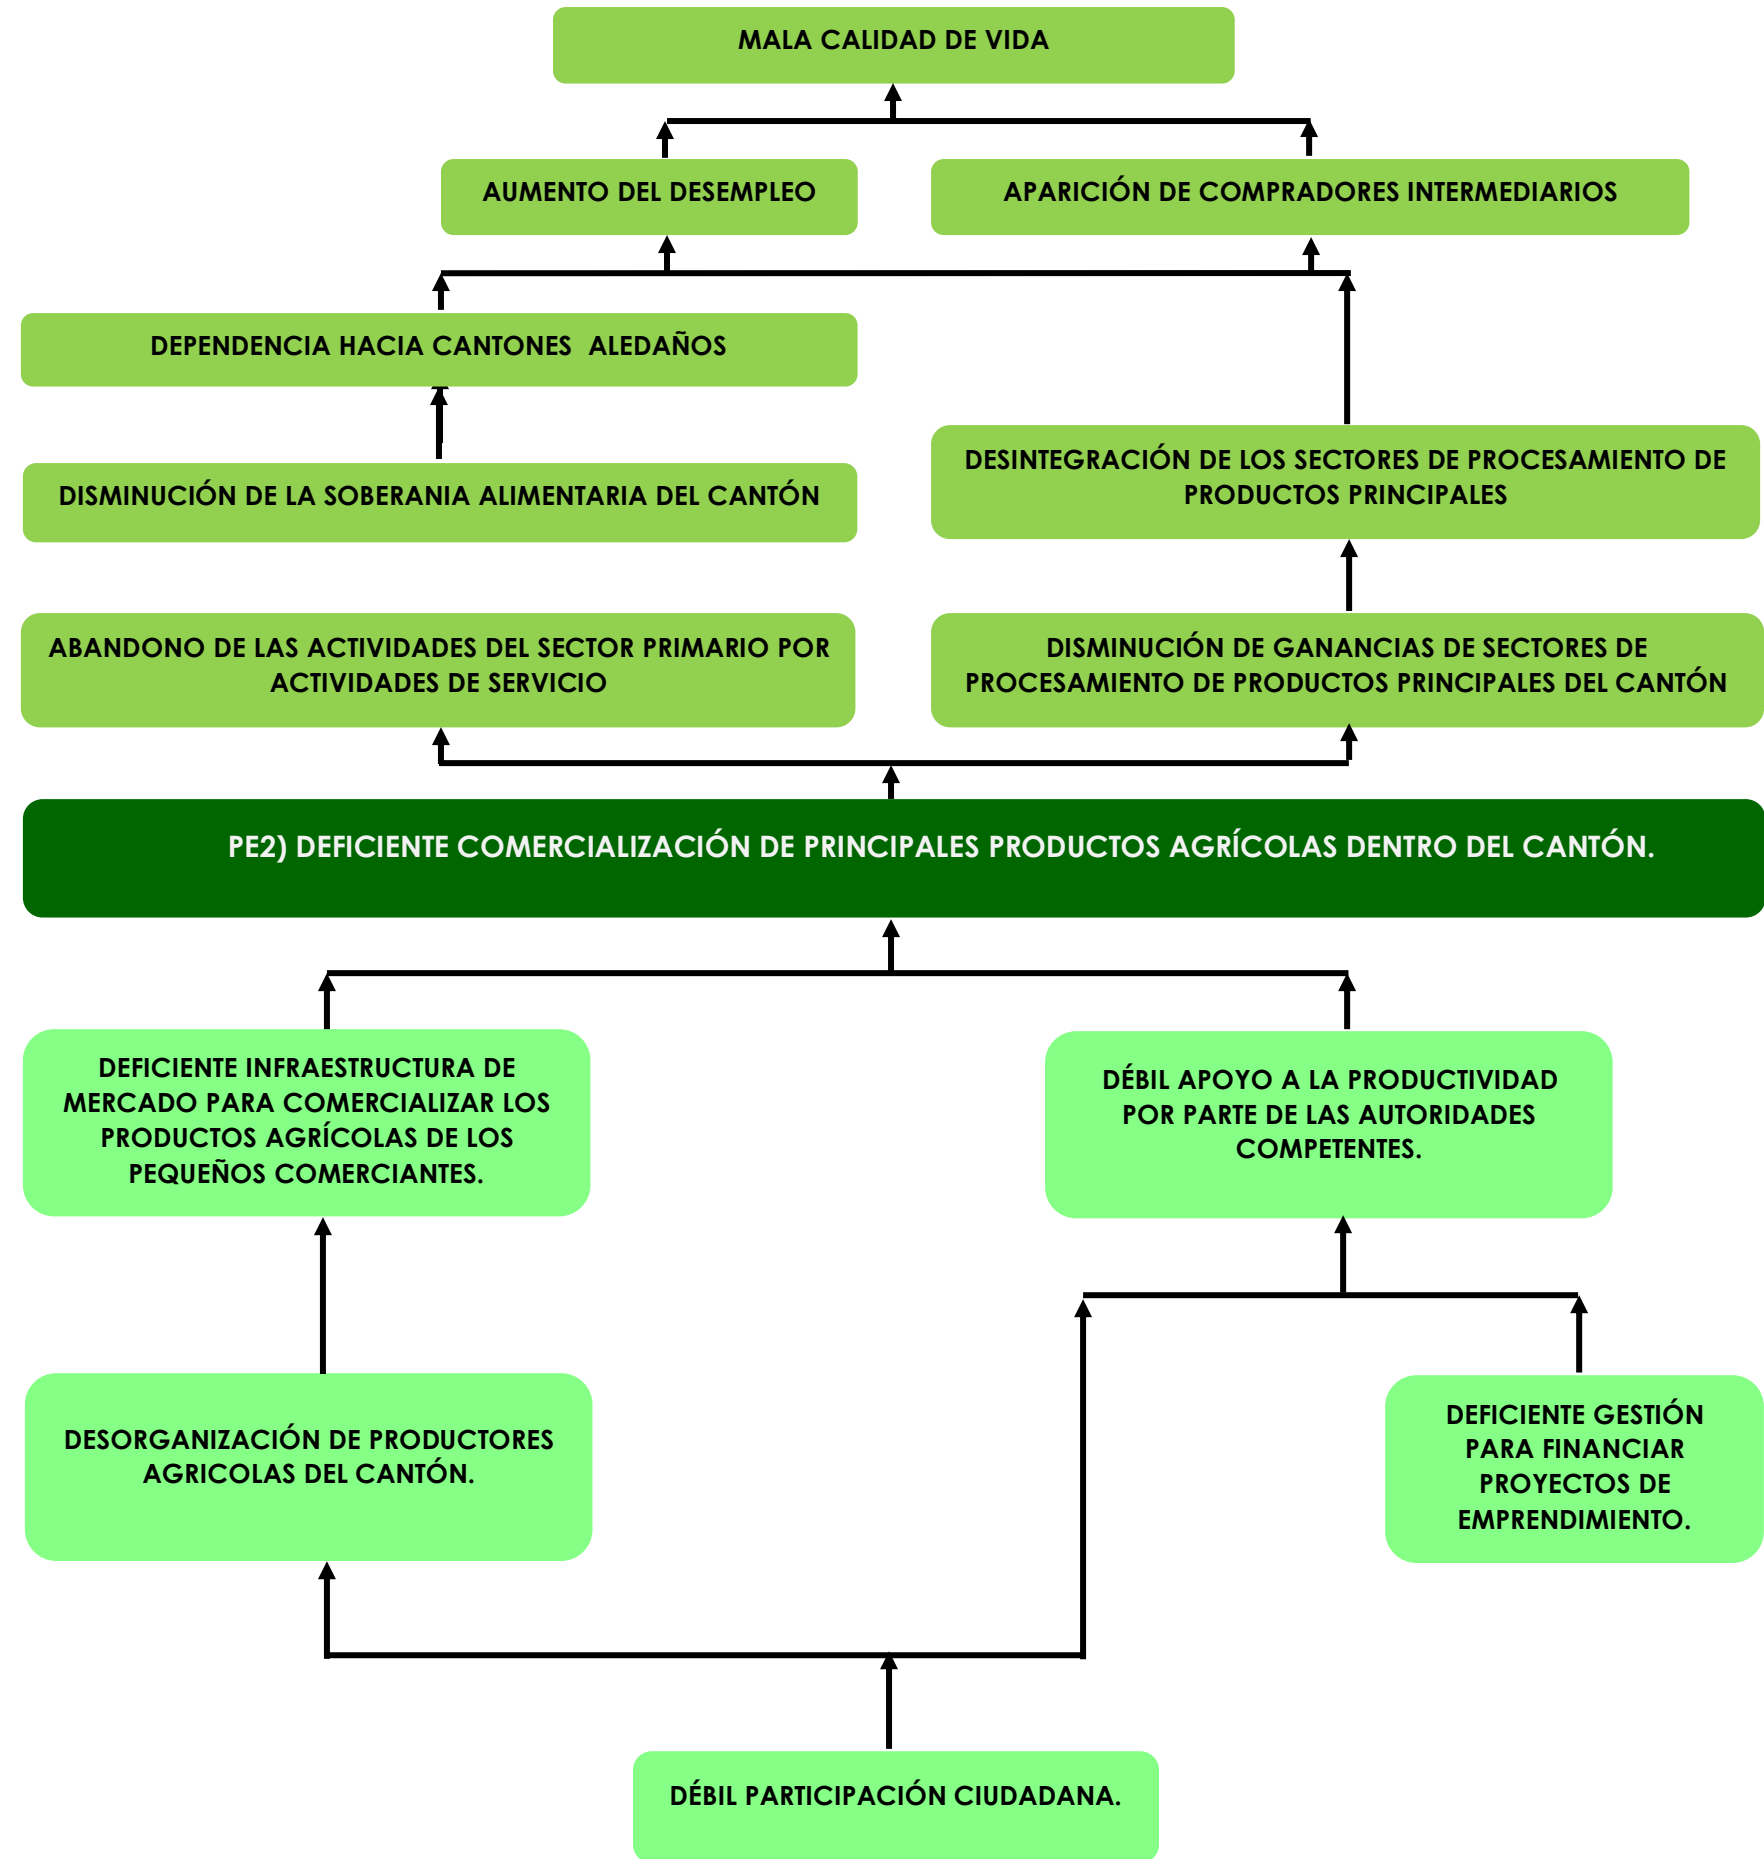 MALA CALIDAD DE VIDA
AUMENTO DEL DESEMPLEO
APARICIÓN DE COMPRADORES INTERMEDIARIOS
DEPENDENCIA HACIA CANTONES  ALEDAÑOS
DESINTEGRACIÓN DE LOS SECTORES DE PROCESAMIENTO DE
PRODUCTOS PRINCIPALES
DISMINUCIÓN DE LA SOBERANIA ALIMENTARIA DEL CANTÓN
ABANDONO DE LAS ACTIVIDADES DEL SECTOR PRIMARIO POR
ACTIVIDADES DE SERVICIO
DISMINUCIÓN DE GANANCIAS DE SECTORES DE
PROCESAMIENTO DE PRODUCTOS PRINCIPALES DEL CANTÓN
PE2) DEFICIENTE COMERCIALIZACIÓN DE PRINCIPALES PRODUCTOS AGRÍCOLAS DENTRO DEL CANTÓN.
DEFICIENTE INFRAESTRUCTURA DE
MERCADO PARA COMERCIALIZAR LOS
PRODUCTOS AGRÍCOLAS DE LOS
PEQUEÑOS COMERCIANTES.
DÉBIL APOYO A LA PRODUCTIVIDAD
POR PARTE DE LAS AUTORIDADES
COMPETENTES.
DESORGANIZACIÓN DE PRODUCTORES
AGRICOLAS DEL CANTÓN.
DEFICIENTE GESTIÓN
PARA FINANCIAR
PROYECTOS DE
EMPRENDIMIENTO.
DÉBIL PARTICIPACIÓN CIUDADANA.